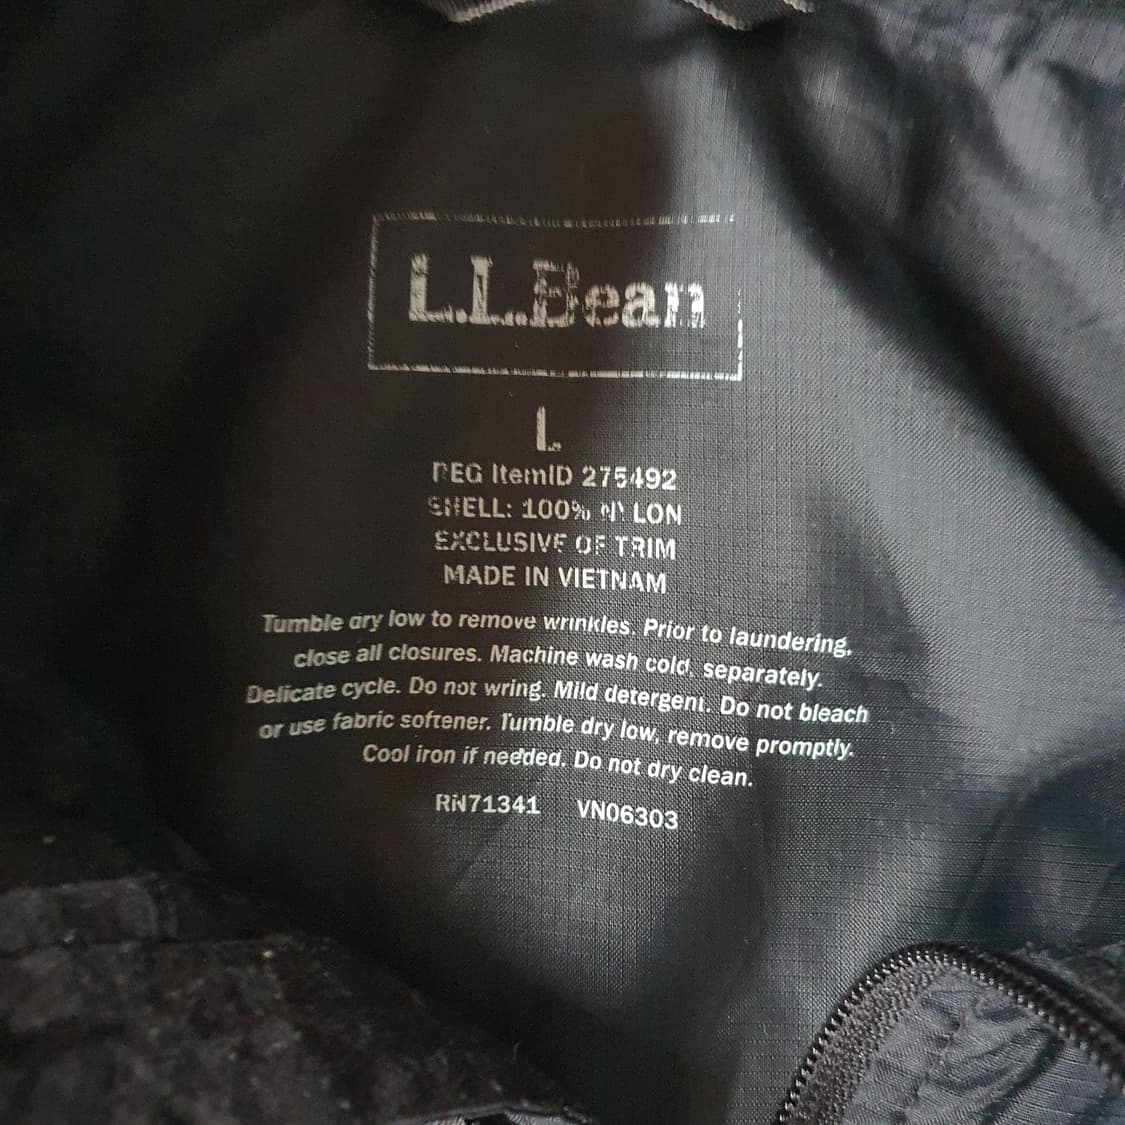 L.L.Bean
L
REG ItemID 275492
SHELL: 100% NYLON
EXCLUSIVE OF TRIM
MADE IN VIETNAM
Tumble dry low to remove wrinkles. Prior to laundering,
close all closures. Machine wash cold, separately.
Delicate cycle. Do not wring. Mild detergent. Do not bleach
or use fabric softener. Tumble dry low, remove promptly.
Cool iron if needed. Do not dry clean.
RN71341 VN06303